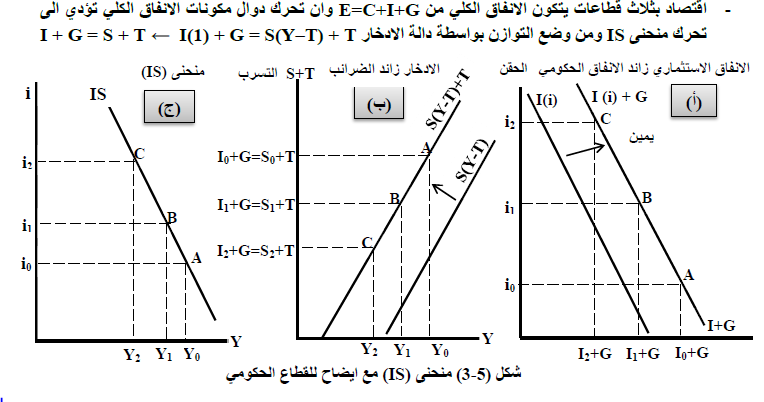 - اقتصاد بثلاث قطاعات يتكون الانفاق الكلي من E=C+I+G وان تحرك دوال مكونات الانفاق الكلي تؤدي الى
تحرك منحنى IS ومن وضع التوازن بواسطة دالة الادخار I + G = S + T ← I(1) + G = S(Y–T) + T
الانفاق الاستثماري زائد الانفاق الحكومي الحقن
الادخار زائد الضرائب S+T التسرب
منحنى (IS)
(أ)
I(i)
I (i) + G
يمين
i₂
i₁
i₀
C
B
A
I+G
I₂+G I₁+G I₀+G
(ب)
S(Y-T)+T
S(Y-T)
I₀+G=S₀+T
I₁+G=S₁+T
I₂+G=S₂+T
A
B
C
Y
Y₂ Y₁ Y₀
(ج)
i
IS
i₂
i₁
i₀
C
B
A
Y
Y₂ Y₁ Y₀
شكل (5-3) منحنى (IS) مع ايضاح للقطاع الحكومي